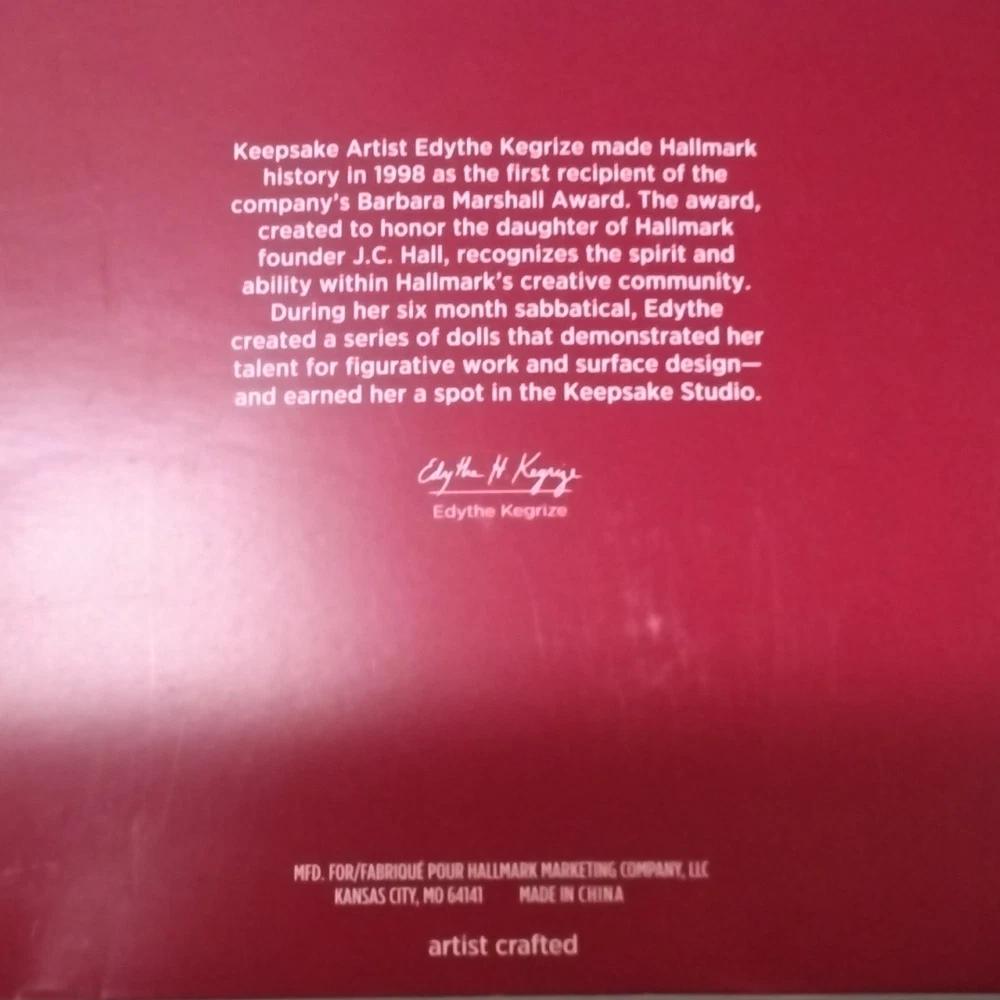 Keepsake Artist Edythe Kegrize made Hallmark
history in 1998 as the first recipient of the
company's Barbara Marshall Award. The award,
created to honor the daughter of Hallmark
founder J.C. Hall, recognizes the spirit and
ability within Hallmark's creative community.
During her six month sabbatical, Edythe
created a series of dolls that demonstrated her
talent for figurative work and surface design—
and earned her a spot in the Keepsake Studio.
Edythe H Kegrize
Edythe Kegrize
MFD. FOR/FABRIQUÉ POUR HALLMARK MARKETING COMPANY, LLC
KANSAS CITY, MO 64141 MADE IN CHINA
artist crafted